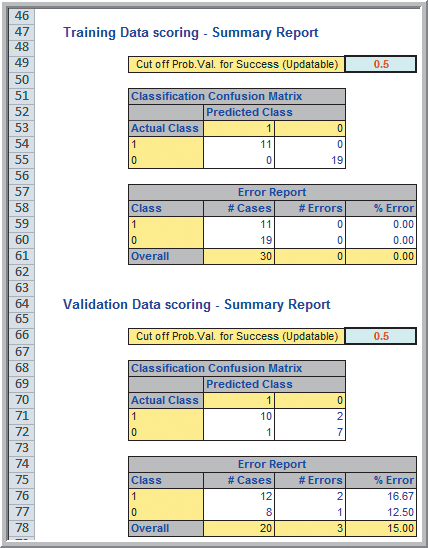 46
47 Training Data scoring - Summary Report
48
49 Cut off Prob.Val. for Success (Updatable) 0.5
50
51 Classification Confusion Matrix
52 Predicted Class
53 Actual Class 1 0
54 1 11 0
55 0 0 19
56
57 Error Report
58 Class # Cases # Errors % Error
59 1 11 0 0.00
60 0 19 0 0.00
61 Overall 30 0 0.00
62
63
64 Validation Data scoring - Summary Report
65
66 Cut off Prob.Val. for Success (Updatable) 0.5
67
68 Classification Confusion Matrix
69 Predicted Class
70 Actual Class 1 0
71 1 10 2
72 0 1 7
73
74 Error Report
75 Class # Cases # Errors % Error
76 1 12 2 16.67
77 0 8 1 12.50
78 Overall 20 3 15.00